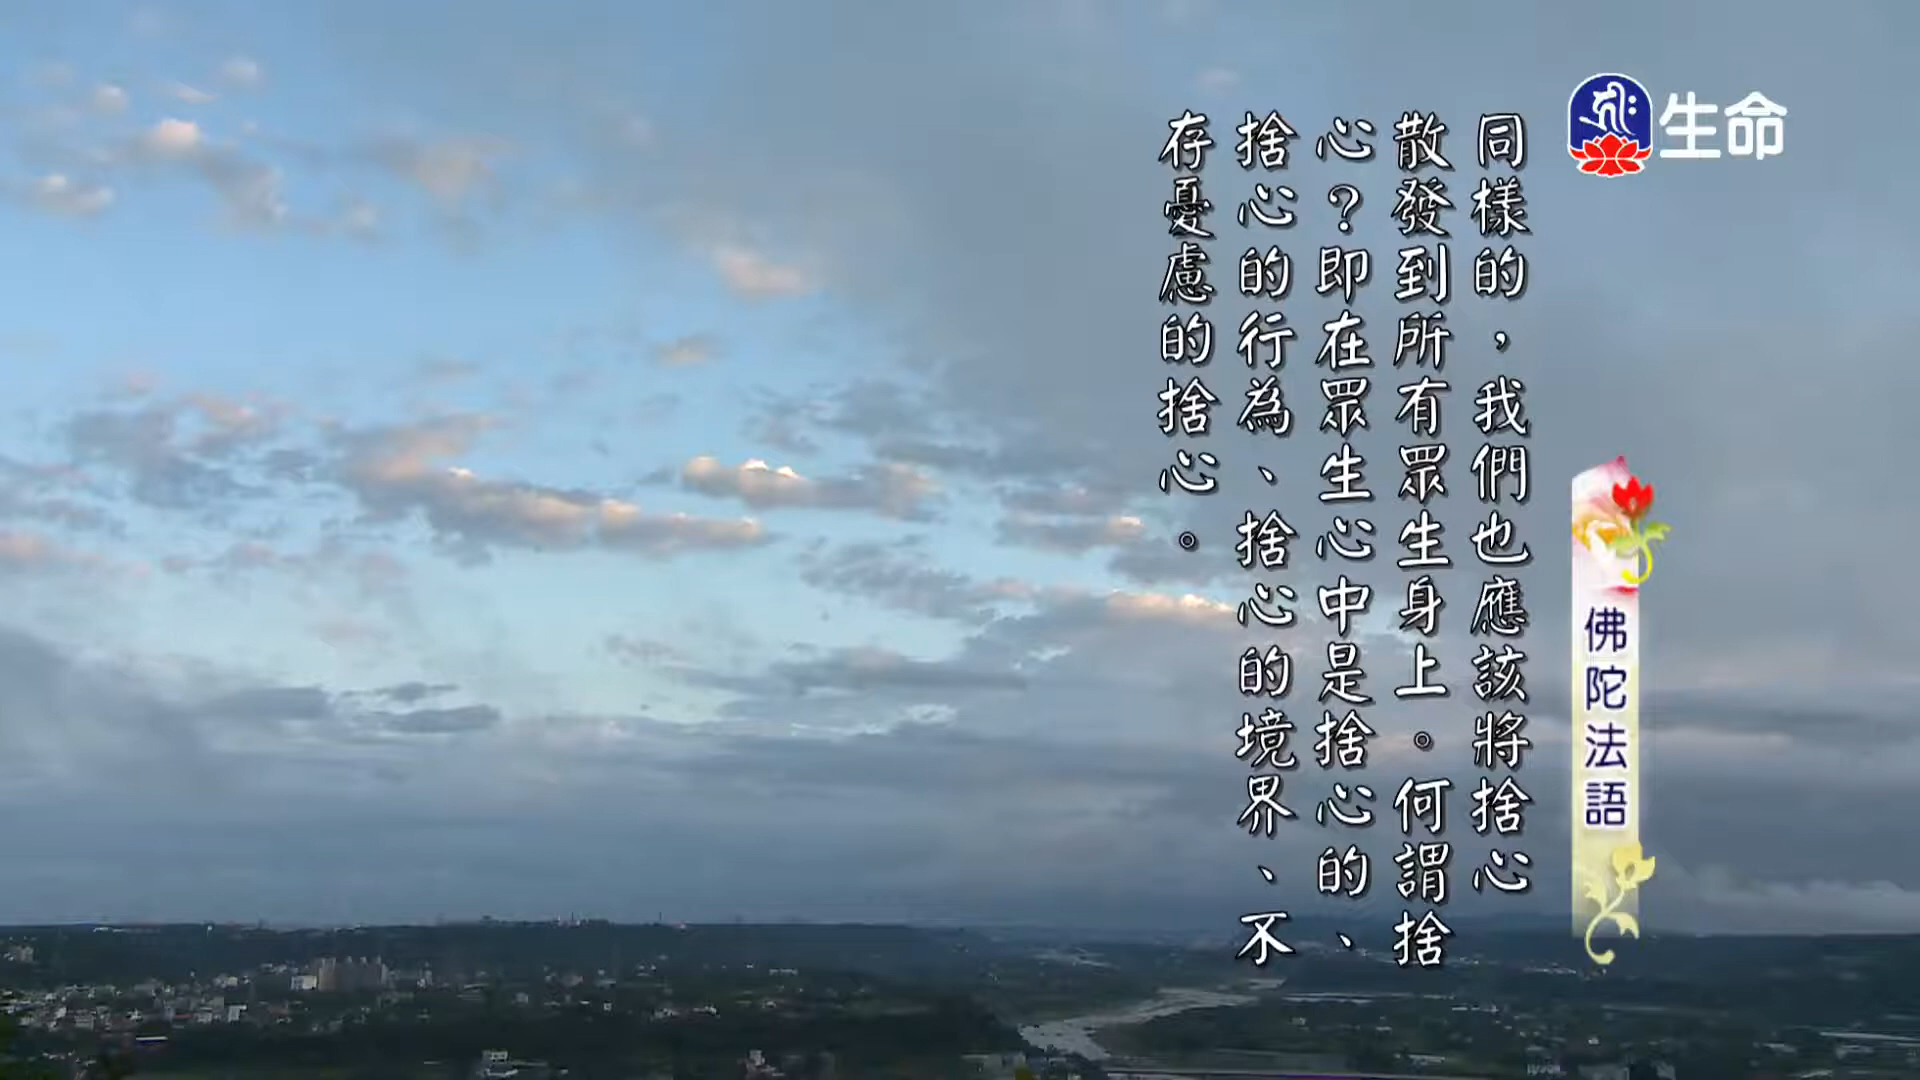 生命
同樣的，我們也應該將捨心
散發到所有眾生身上。何謂捨
心？即在眾生心中是捨心的、
捨心的行為、捨心的境界、不
存憂慮的捨心。
佛陀法語